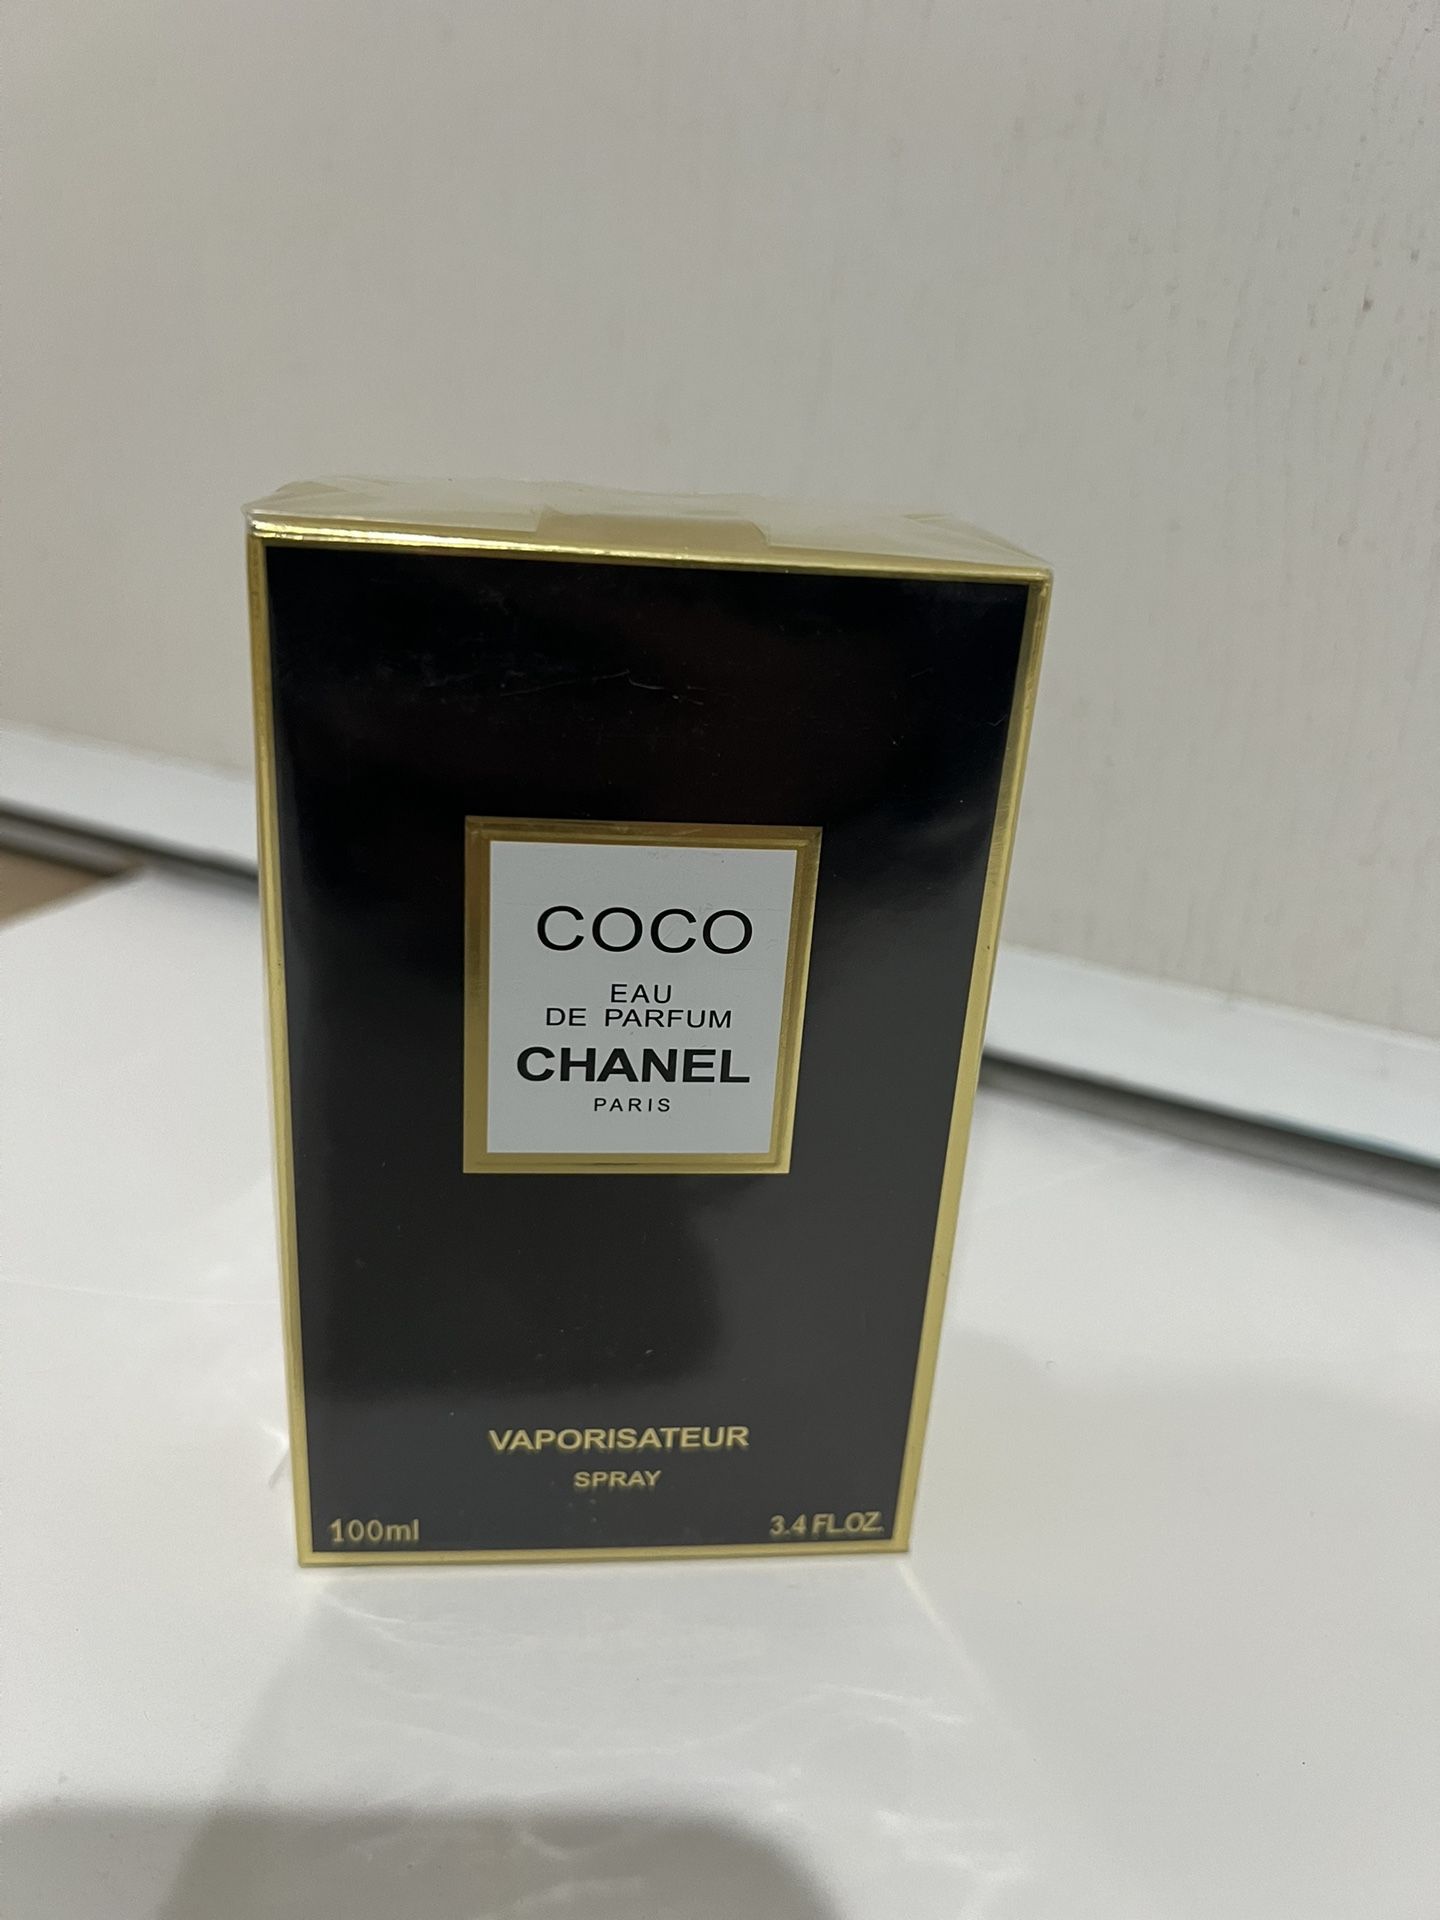 COCO
EAU
DE PARFUM
CHANEL
PARIS
VAPORISATEUR
SPRAY
100ml
3.4 FL.OZ.